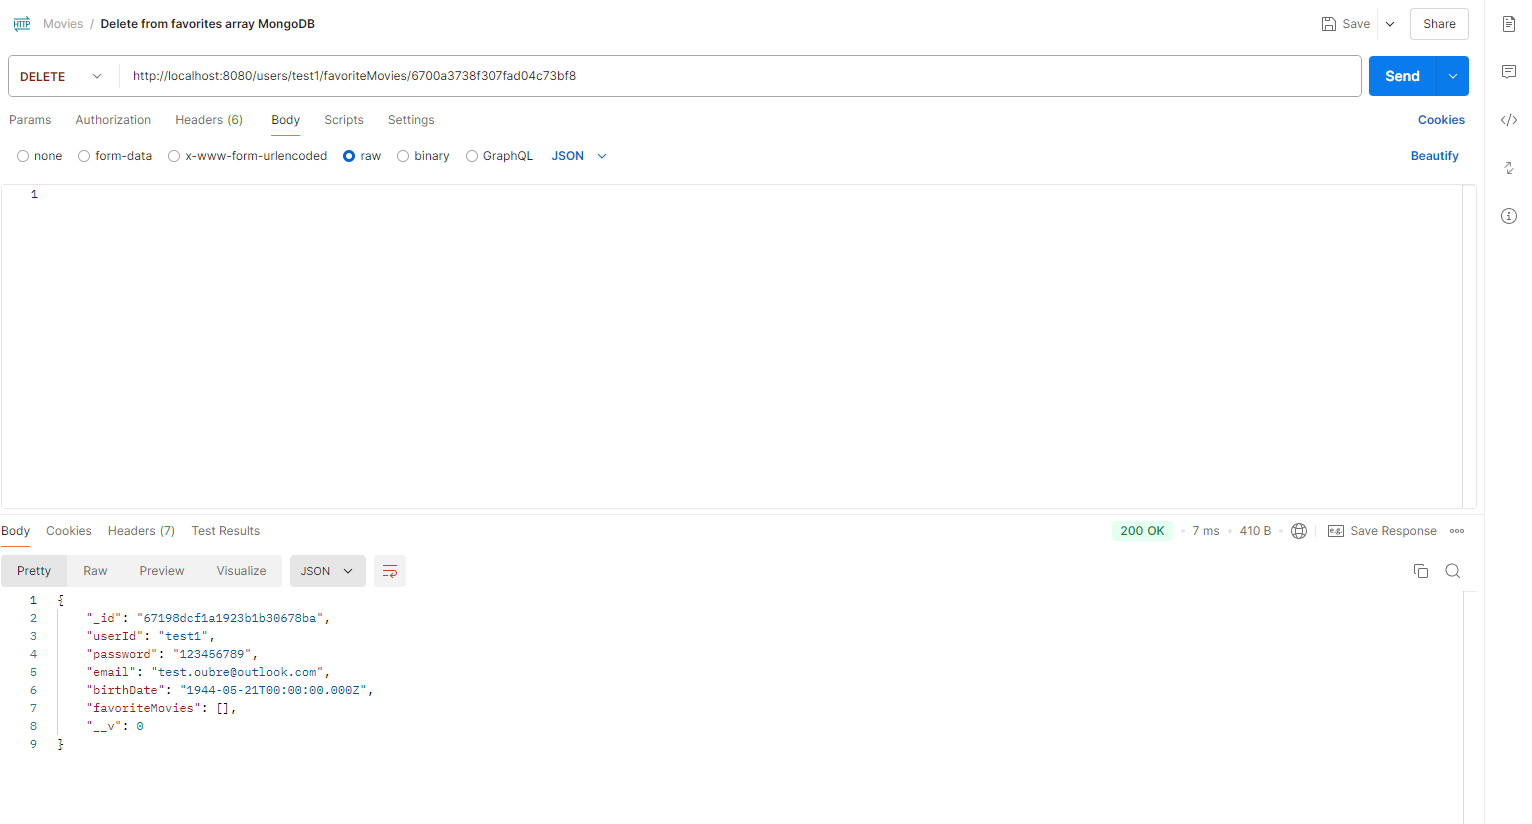 HTTP Movies / Delete from favorites array MongoDB Save Share
DELETE http://localhost:8080/users/test1/favoriteMovies/6700a3738f307fad04c73bf8 Send
Params Authorization Headers (6) Body Scripts Settings Cookies
none form-data x-www-form-urlencoded raw binary GraphQL JSON Beautify
1
Body Cookies Headers (7) Test Results 200 OK • 7 ms • 410 B • e.g. Save Response
Pretty Raw Preview Visualize JSON
1 {
2 "_id": "67198dcf1a1923b1b30678ba",
3 "userId": "test1",
4 "password": "123456789",
5 "email": "test.oubre@outlook.com",
6 "birthDate": "1944-05-21T00:00:00.000Z",
7 "favoriteMovies": [],
8 "__v": 0
9 }